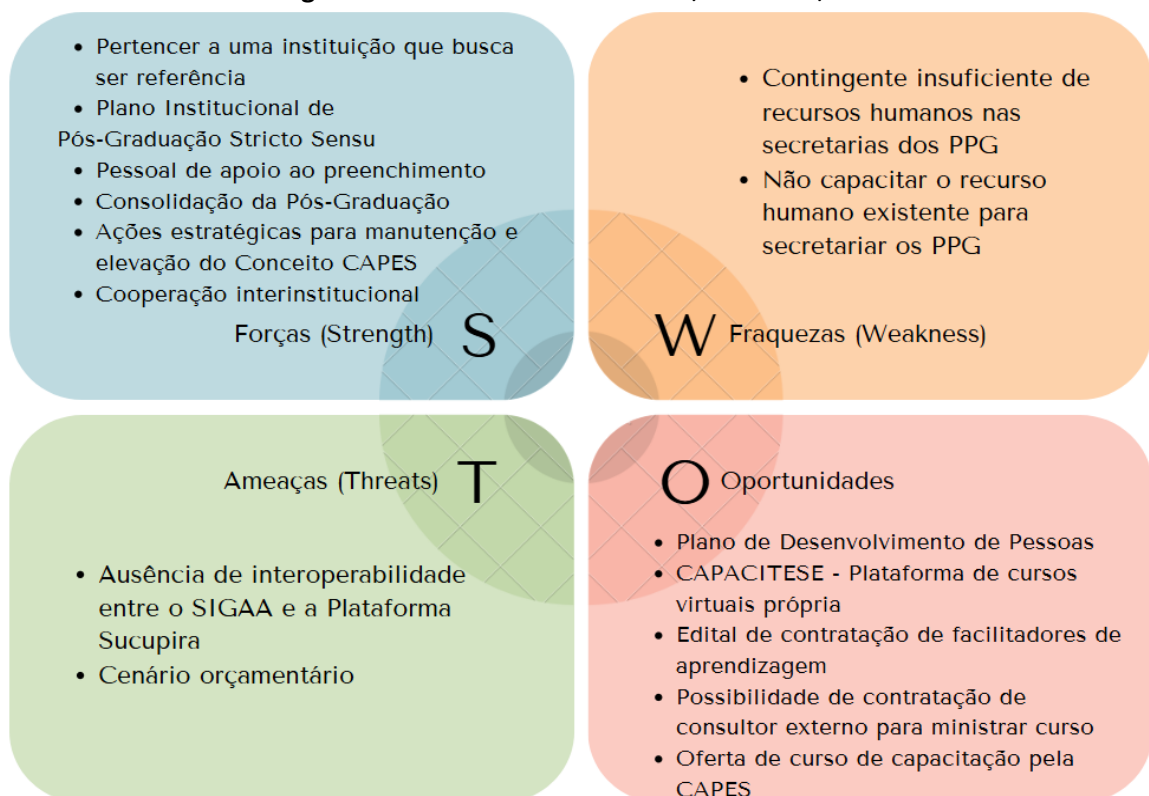 • Pertencer a uma instituição que busca
ser referência
• Plano Institucional de
Pós-Graduação Stricto Sensu
• Pessoal de apoio ao preenchimento
• Consolidação da Pós-Graduação
• Ações estratégicas para manutenção e
elevação do Conceito CAPES
• Cooperação interinstitucional
Forças (Strength) S
• Contingente insuficiente de
recursos humanos nas
secretarias dos PPG
• Não capacitar o recurso
humano existente para
secretariar os PPG
W Fraquezas (Weakness)
Ameaças (Threats) T
• Ausência de interoperabilidade
entre o SIGAA e a Plataforma
Sucupira
• Cenário orçamentário
O Oportunidades
• Plano de Desenvolvimento de Pessoas
• CAPACITESE - Plataforma de cursos
virtuais própria
• Edital de contratação de facilitadores de
aprendizagem
• Possibilidade de contratação de
consultor externo para ministrar curso
• Oferta de curso de capacitação pela
CAPES